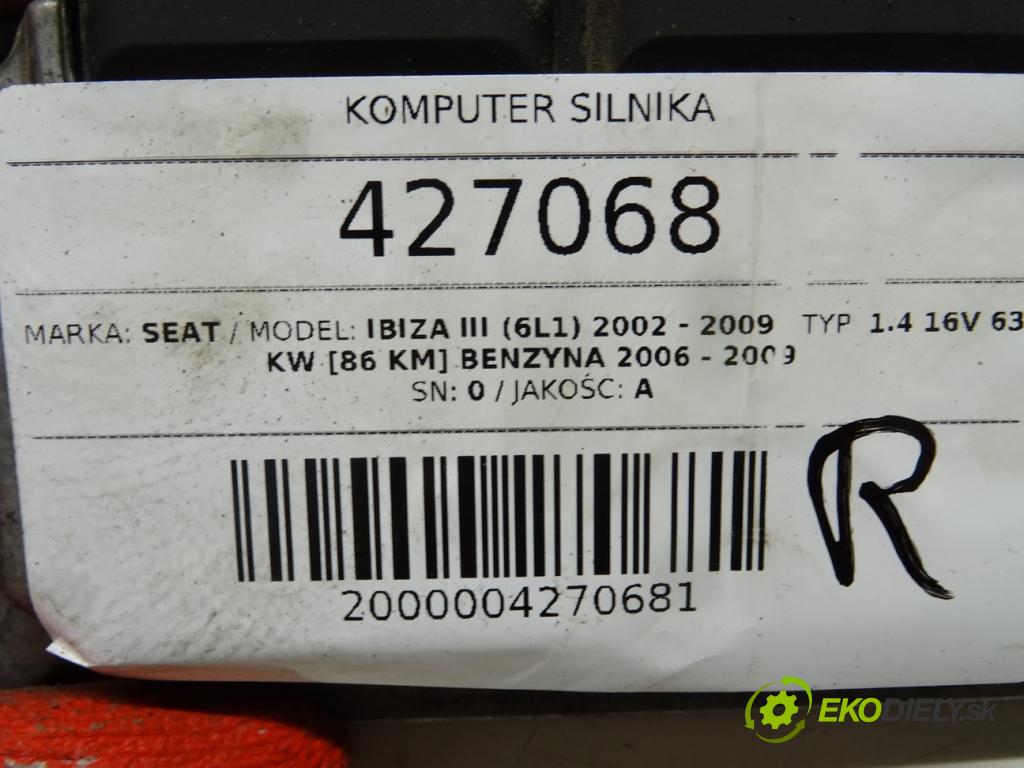 KOMPUTER SILNIKA
427068
MARKA: SEAT / MODEL: IBIZA III (6L1) 2002 - 2009 TYP 1.4 16V 63
KW [86 KM] BENZYNA 2006 - 2009
SN: 0 / JAKOŚĆ: A
R
2000004270681
EKODIELY.sk